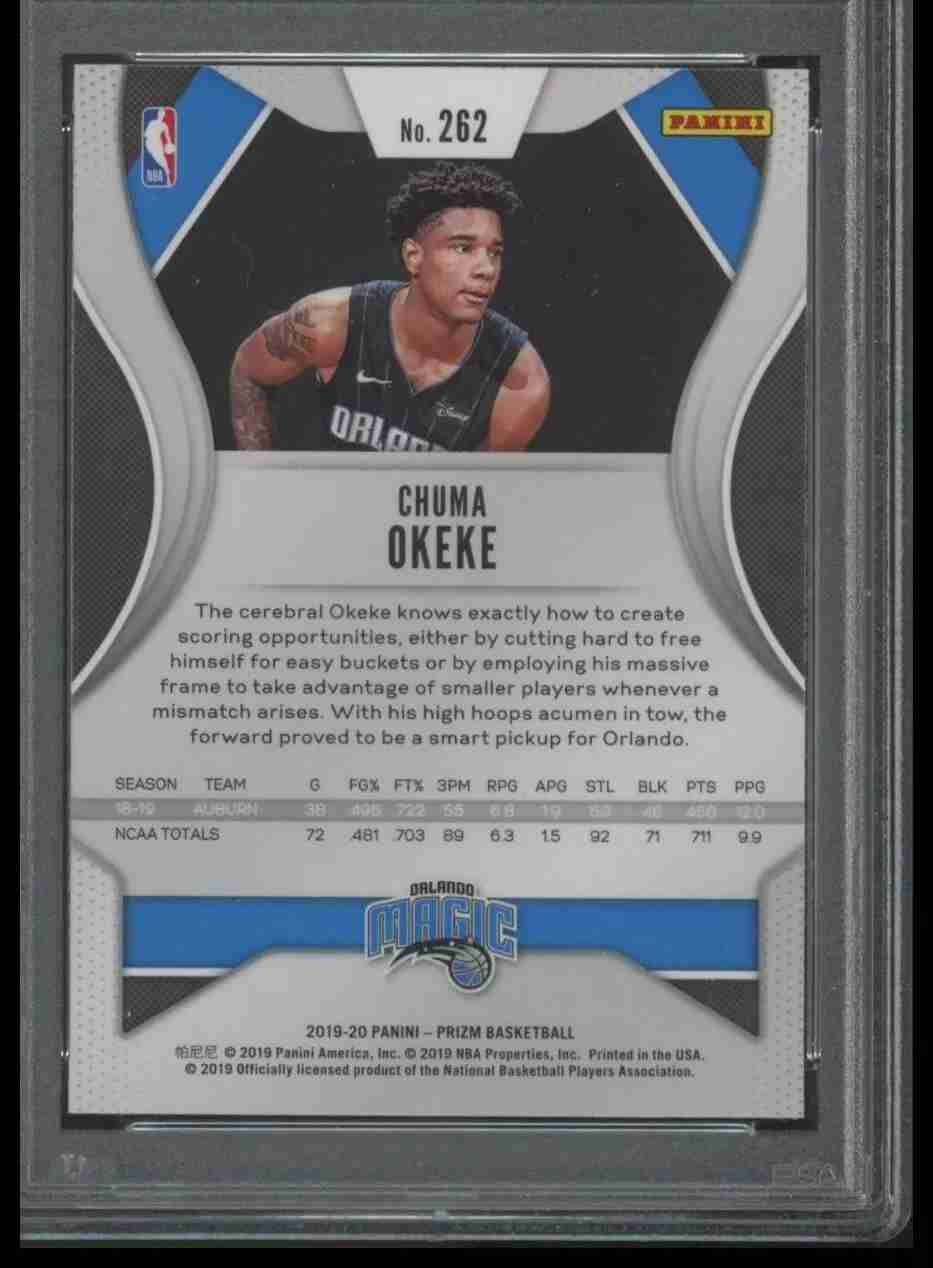 No. 262
PANINI
NBA
Disney
ORLAN
CHUMA
OKEKE
The cerebral Okeke knows exactly how to create
scoring opportunities, either by cutting hard to free
himself for easy buckets or by employing his massive
frame to take advantage of smaller players whenever a
mismatch arises. With his high hoops acumen in tow, the
forward proved to be a smart pickup for Orlando.
SEASON TEAM G FG% FT% 3PM RPG APG STL BLK PTS PPG
18-19 AUBURN 38 .496 .722 55 6.8 1.9 46 12.0
NCAA TOTALS 72 .481 .703 89 6.3 1.5 92 71 711 9.9
ORLANDO
MAGIC
2019-20 PANINI – PRIZM BASKETBALL
帕尼尼 © 2019 Panini America, Inc. © 2019 NBA Properties, Inc. Printed in the USA.
© 2019 Officially licensed product of the National Basketball Players Association.